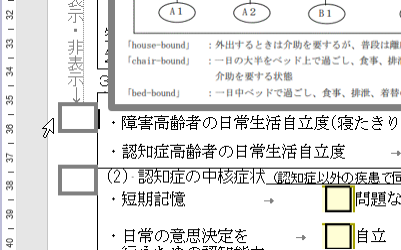 示・非表示
A1 A2 B1
「house-bound」 ：外出するときは介助を要するが、普段は離
「chair-bound」 ：一日の大半をベッド上で過ごし、食事、排
介助を要する状態
「bed-bound」 ：一日中ベッドで過ごし、食事、排泄、着替
・障害高齢者の日常生活自立度(寝たきり
・認知症高齢者の日常生活自立度 →
(2) 認知症の中核症状 (認知症以外の疾患で同
・短期記憶 → 問題な
・日常の意思決定を → 自立
32
33
34
35
36
37
38
39
40